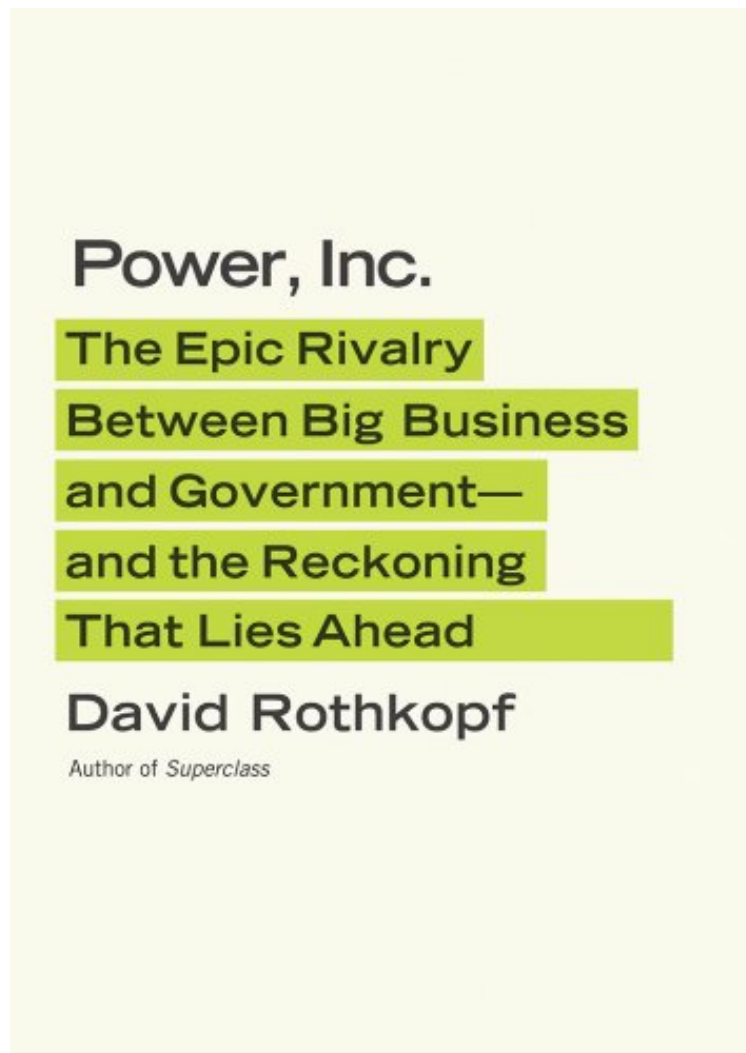 Power, Inc.
The Epic Rivalry
Between Big Business
and Government—
and the Reckoning
That Lies Ahead
David Rothkopf
Author of Superclass